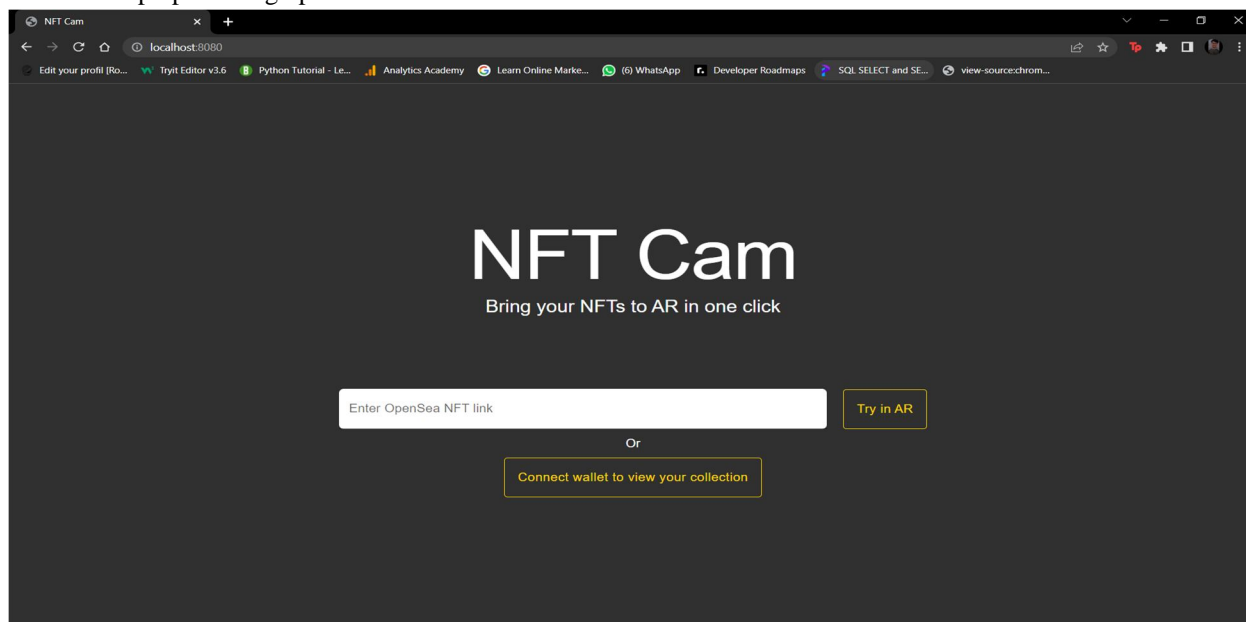 NFT Cam
localhost:8080
Edit your profil [Ro... Tryit Editor v3.6 Python Tutorial - Le... Analytics Academy Learn Online Marke... (6) WhatsApp Developer Roadmaps SQL SELECT and SE... view-source:chrom...
NFT Cam
Bring your NFTs to AR in one click
Enter OpenSea NFT link Try in AR
Or
Connect wallet to view your collection